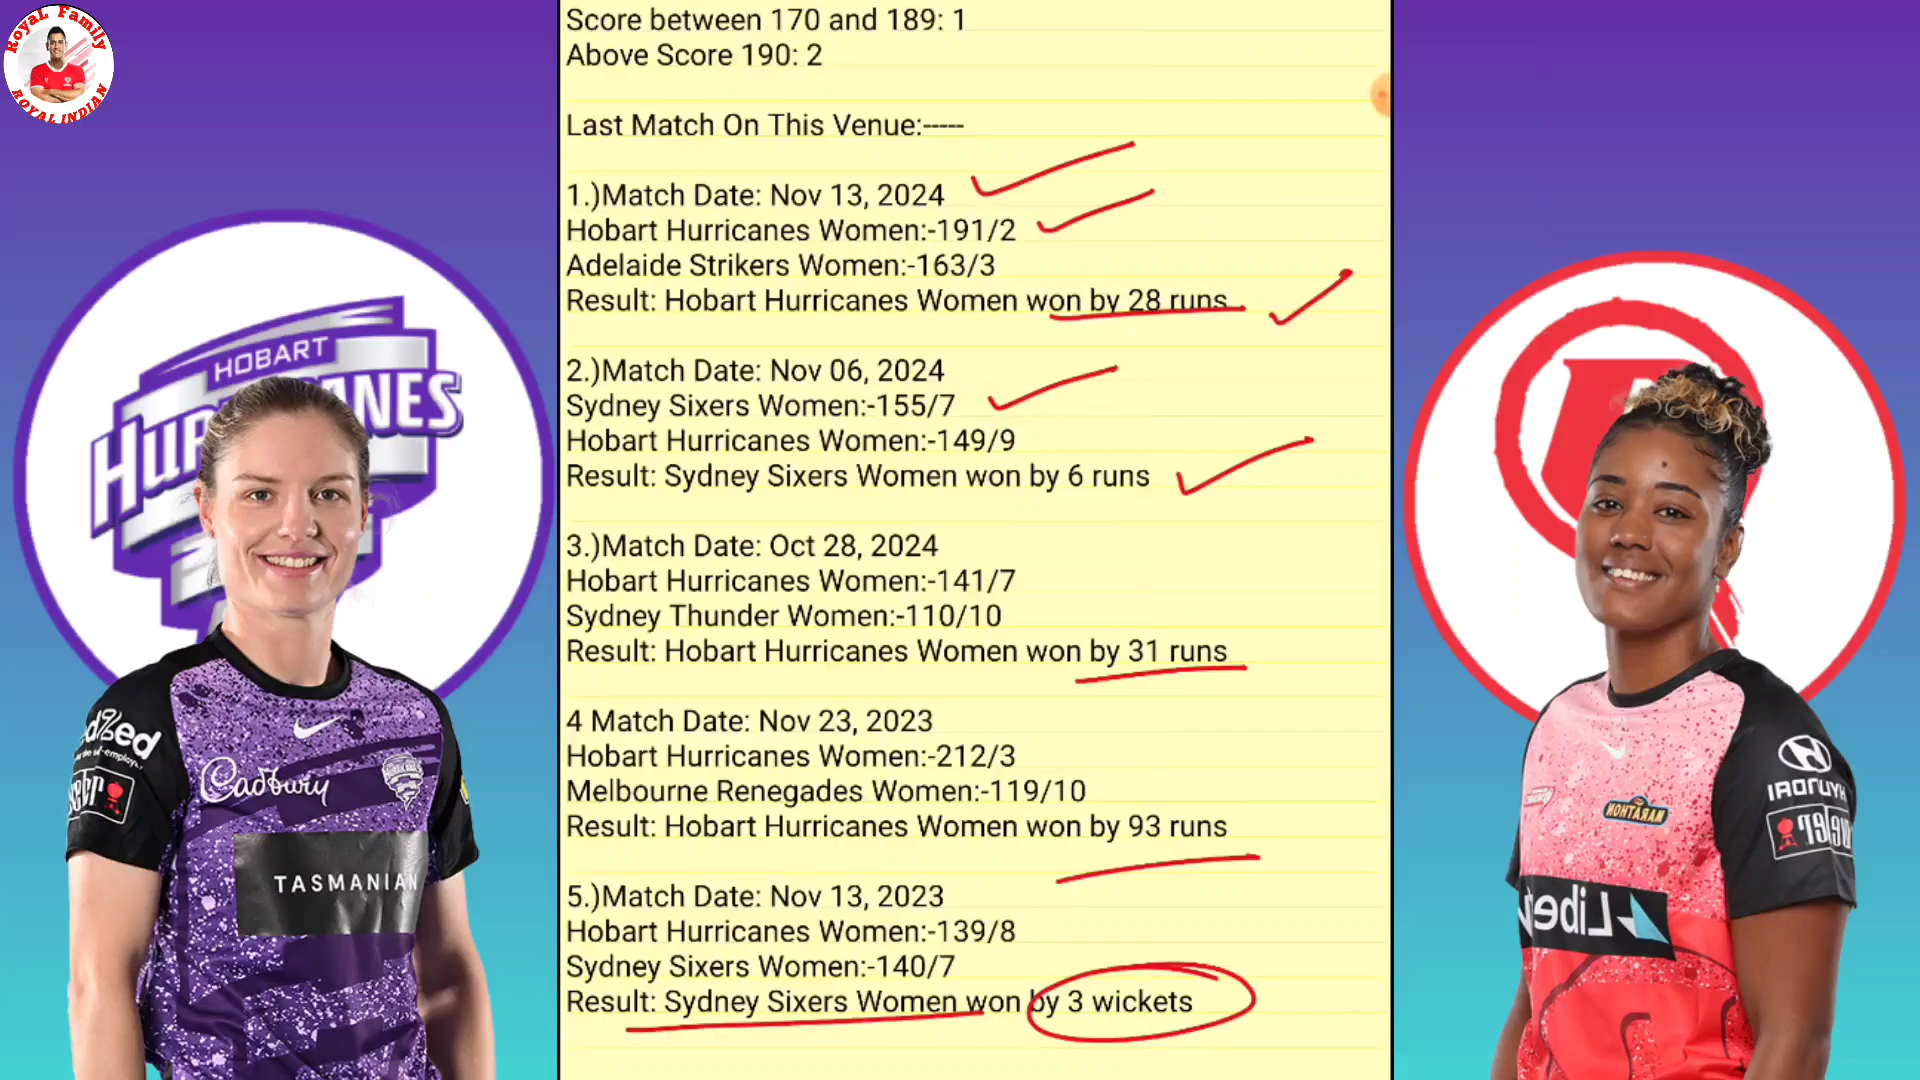 RoyaL Family
ROYAL INDIAN
Score between 170 and 189: 1
Above Score 190: 2
Last Match On This Venue:-----
1.)Match Date: Nov 13, 2024
Hobart Hurricanes Women:-191/2
Adelaide Strikers Women:-163/3
Result: Hobart Hurricanes Women won by 28 runs
2.)Match Date: Nov 06, 2024
Sydney Sixers Women:-155/7
Hobart Hurricanes Women:-149/9
Result: Sydney Sixers Women won by 6 runs
3.)Match Date: Oct 28, 2024
Hobart Hurricanes Women:-141/7
Sydney Thunder Women:-110/10
Result: Hobart Hurricanes Women won by 31 runs
4 Match Date: Nov 23, 2023
Hobart Hurricanes Women:-212/3
Melbourne Renegades Women:-119/10
Result: Hobart Hurricanes Women won by 93 runs
5.)Match Date: Nov 13, 2023
Hobart Hurricanes Women:-139/8
Sydney Sixers Women:-140/7
Result: Sydney Sixers Women won by 3 wickets
HOBART
Cadbury
TASMANIAN
HYUNDAI
MARATHON